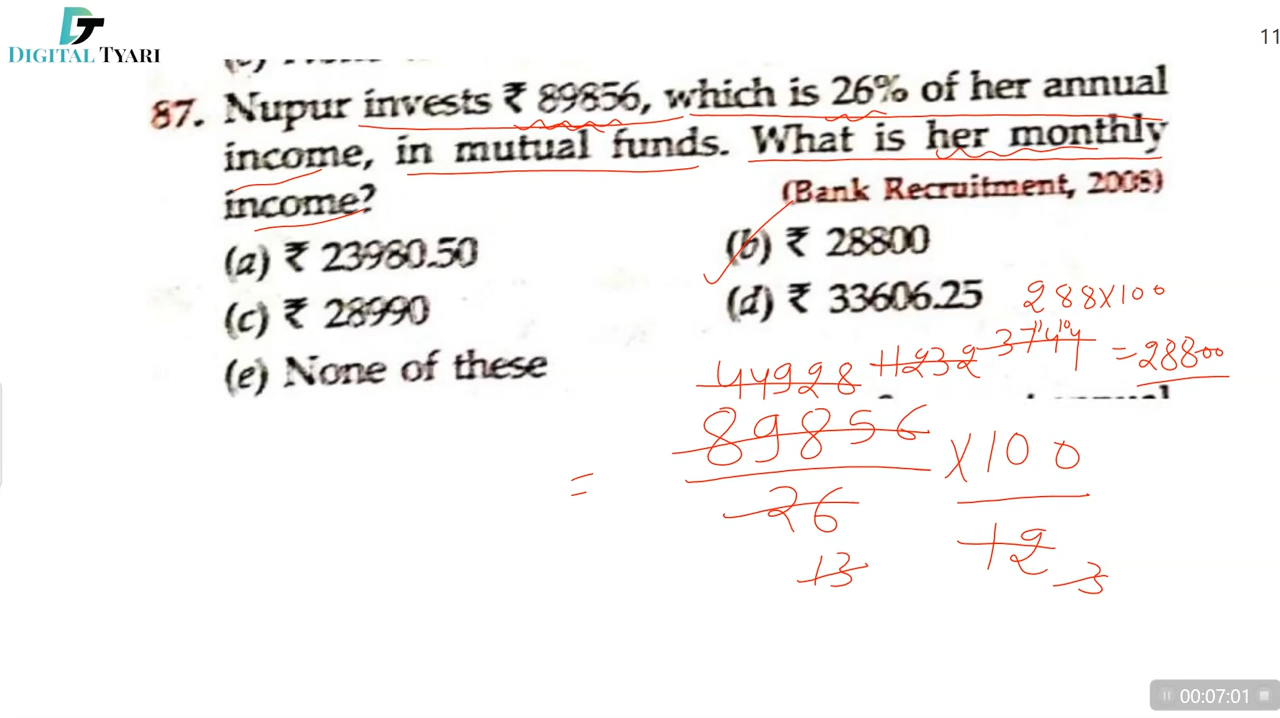 DIGITAL TYARI
11
87. Nupur invests ₹ 89856, which is 26% of her annual
income, in mutual funds. What is her monthly
income?
(Bank Recruitment, 2008)
(a) ₹ 23980.50
(b) ₹ 28800
(c) ₹ 28990
(d) ₹ 33606.25
(e) None of these
288×100
44928 11232 3744 =28800
= 89856 ×100
26 12
13 3
00:07:01